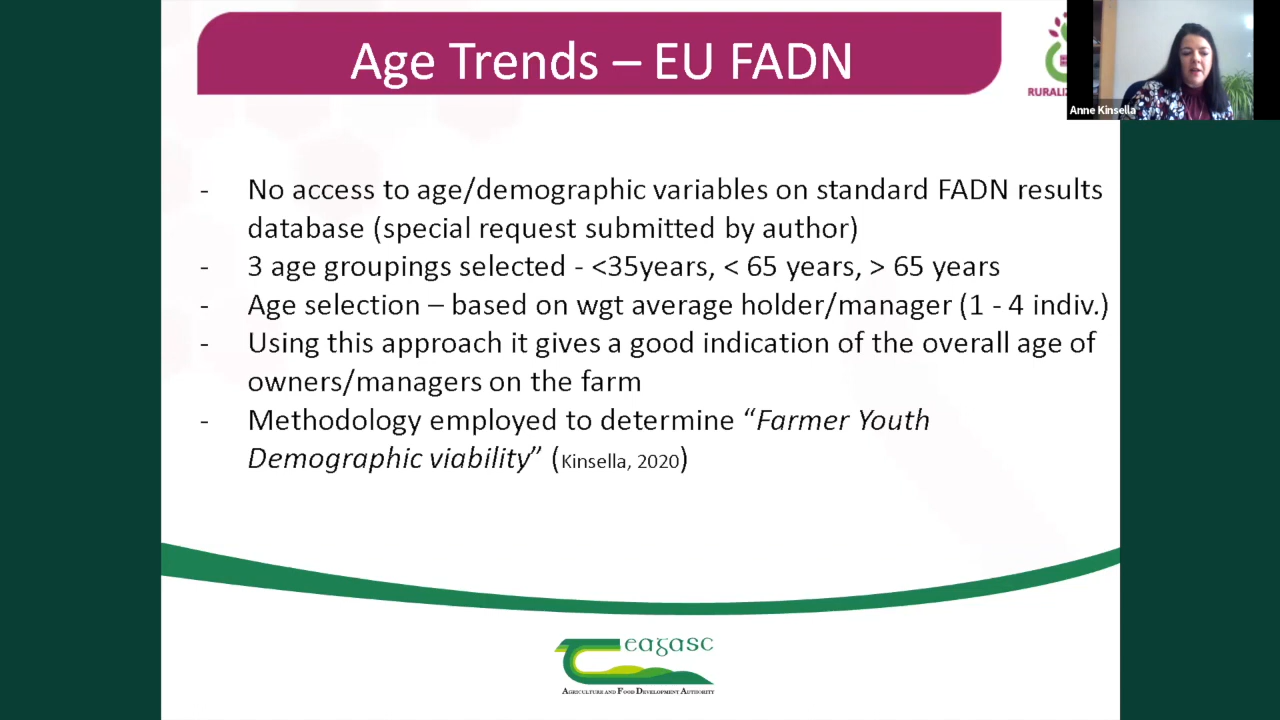 Age Trends – EU FADN
RURALIZ
Anne Kinsella
- No access to age/demographic variables on standard FADN results
database (special request submitted by author)
- 3 age groupings selected - <35years, < 65 years, > 65 years
- Age selection – based on wgt average holder/manager (1 - 4 indiv.)
- Using this approach it gives a good indication of the overall age of
owners/managers on the farm
- Methodology employed to determine “Farmer Youth
Demographic viability” (Kinsella, 2020)
Teagasc
AGRICULTURE AND FOOD DEVELOPMENT AUTHORITY